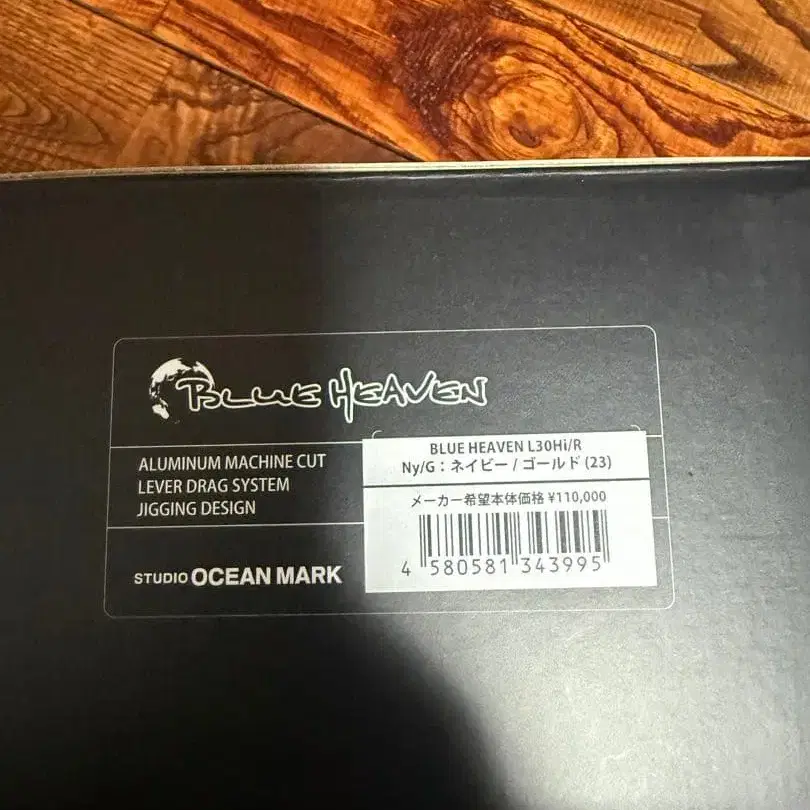 BLUE HEAVEN
ALUMINUM MACHINE CUT
LEVER DRAG SYSTEM
JIGGING DESIGN
STUDIO OCEAN MARK
BLUE HEAVEN L30Hi/R
Ny/G：ネイビー / ゴールド (23)
メーカー希望本体価格 ¥110,000
4 580581 343995